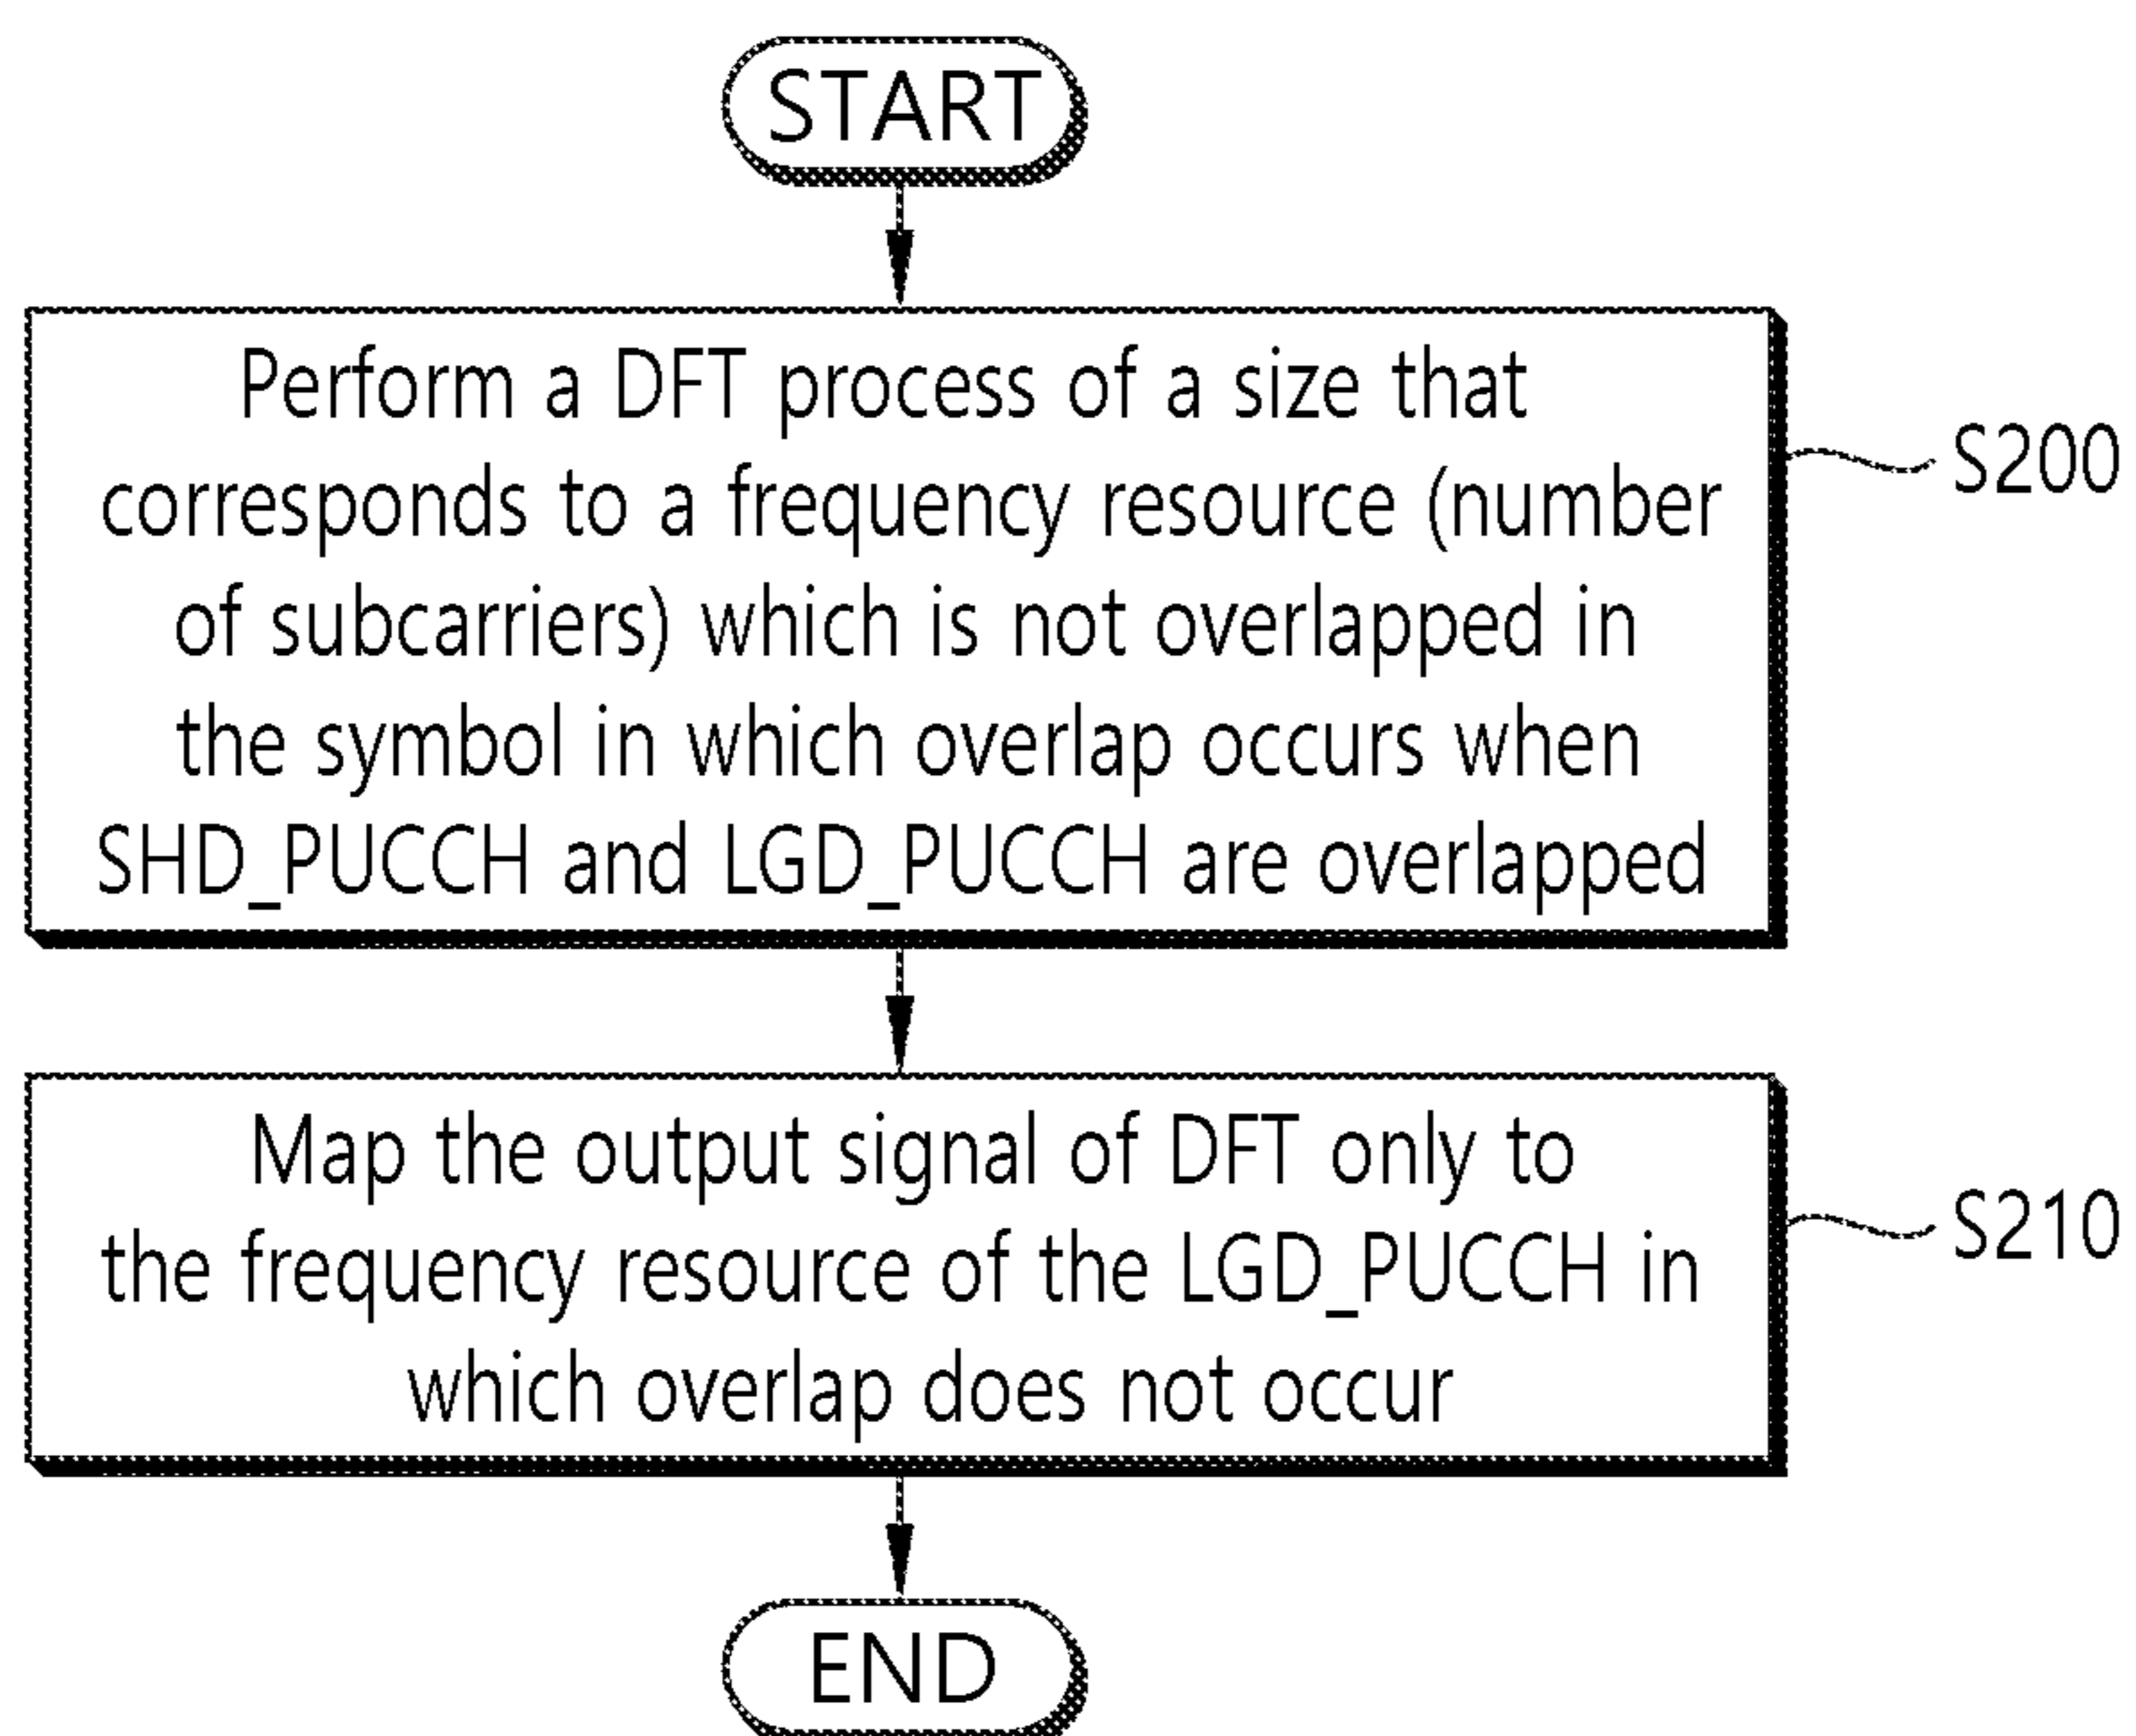 START
Perform a DFT process of a size that
corresponds to a frequency resource (number
of subcarriers) which is not overlapped in
the symbol in which overlap occurs when
SHD_PUCCH and LGD_PUCCH are overlapped
S200
Map the output signal of DFT only to
the frequency resource of the LGD_PUCCH in
which overlap does not occur
S210
END